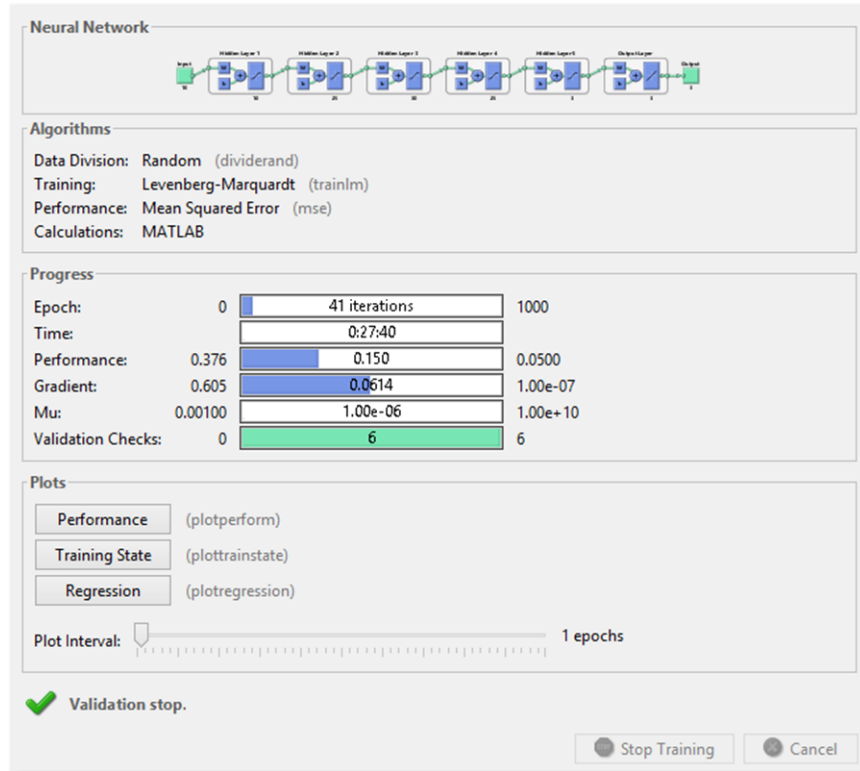 Neural Network
Hidden Layer 1 Hidden Layer 2 Hidden Layer 3 Hidden Layer 4 Hidden Layer 5 Output Layer
Input Output
Algorithms
Data Division: Random (dividerand)
Training: Levenberg-Marquardt (trainlm)
Performance: Mean Squared Error (mse)
Calculations: MATLAB
Progress
Epoch: 0 41 iterations 1000
Time: 0:27:40
Performance: 0.376 0.150 0.0500
Gradient: 0.605 0.0614 1.00e-07
Mu: 0.00100 1.00e-06 1.00e+10
Validation Checks: 0 6 6
Plots
Performance (plotperform)
Training State (plottrainstate)
Regression (plotregression)
Plot Interval: 1 epochs
Validation stop.
Stop Training Cancel